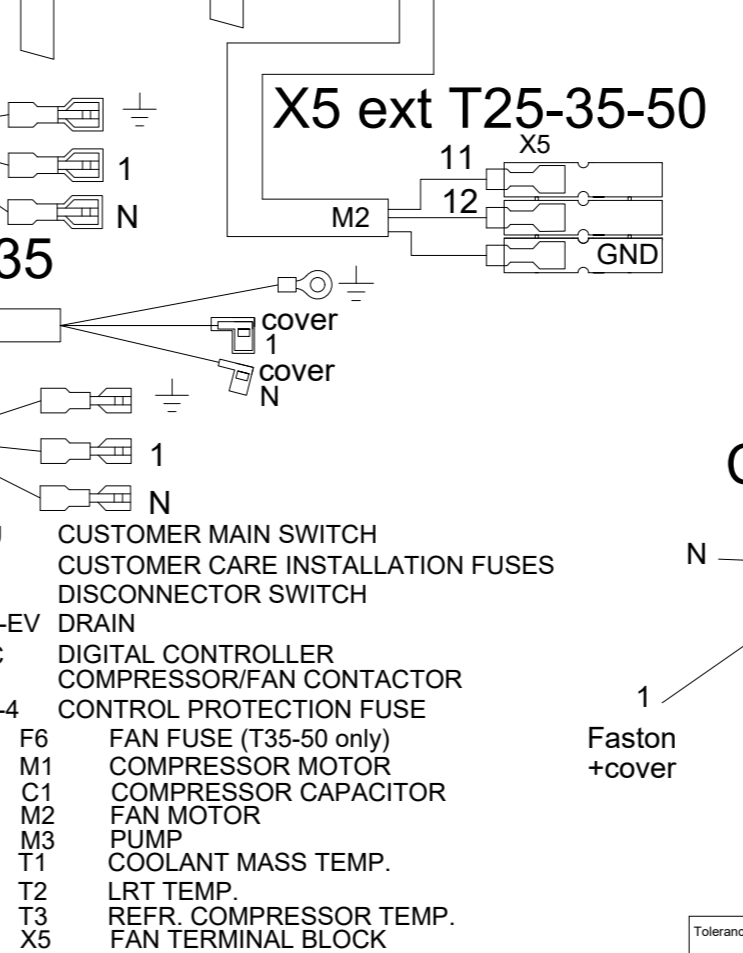 X5 ext T25-35-50
X5
11
1
12
N
M2
GND
35
cover
1
cover
N
1
N
CUSTOMER MAIN SWITCH
CUSTOMER CARE INSTALLATION FUSES
N
DISCONNECTOR SWITCH
-EV DRAIN
DIGITAL CONTROLLER
COMPRESSOR/FAN CONTACTOR
-4 CONTROL PROTECTION FUSE
1
F6 FAN FUSE (T35-50 only)
Faston
+cover
M1 COMPRESSOR MOTOR
C1 COMPRESSOR CAPACITOR
M2 FAN MOTOR
M3 PUMP
T1 COOLANT MASS TEMP.
T2 LRT TEMP.
T3 REFR. COMPRESSOR TEMP.
X5 FAN TERMINAL BLOCK